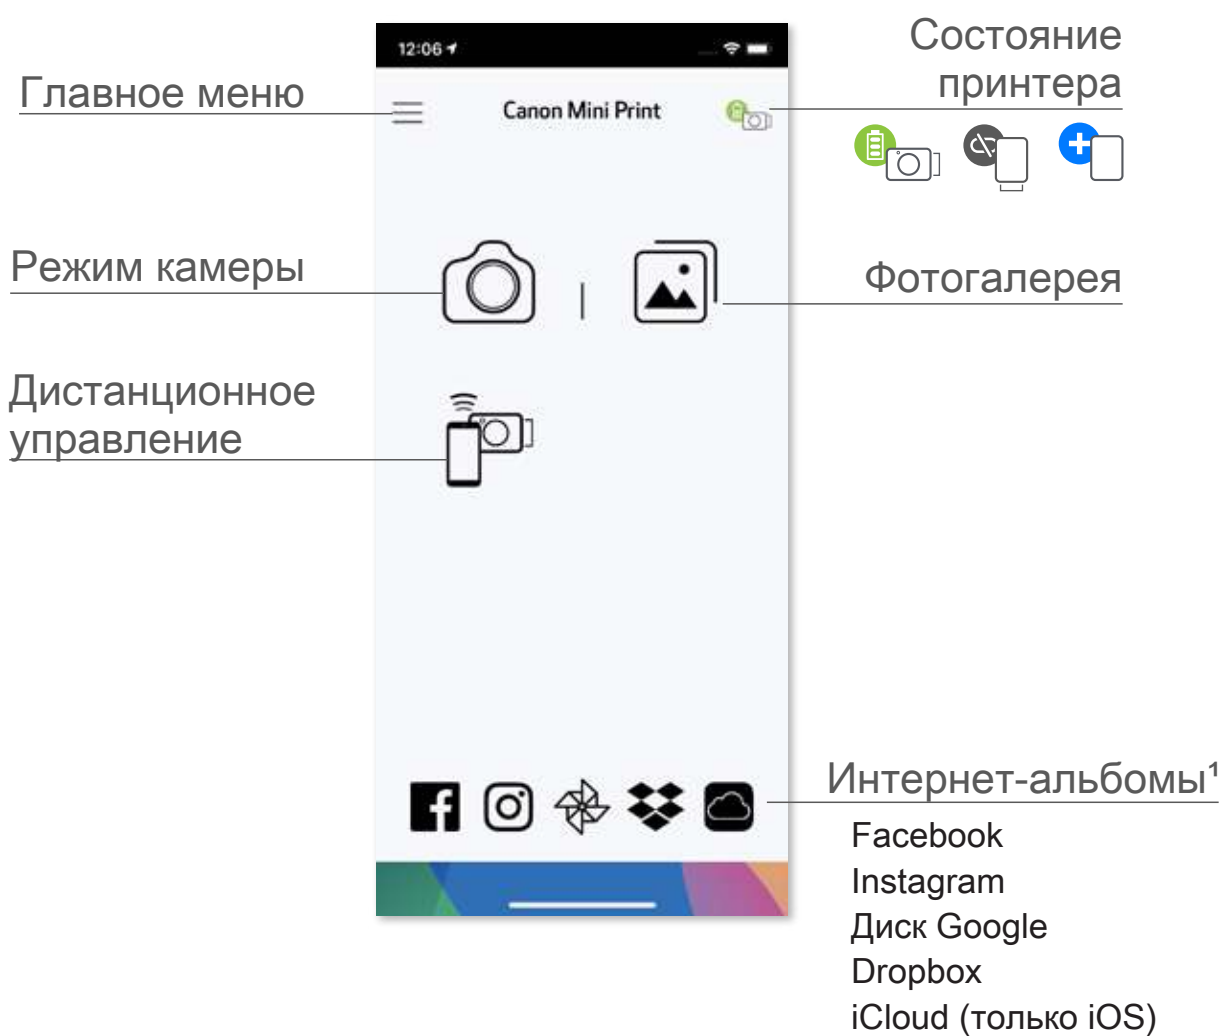 Состояние
принтера
12:06
Главное меню
Canon Mini Print
Режим камеры
Фотогалерея
Дистанционное
управление
Интернет-альбомы¹
Facebook
Instagram
Диск Google
Dropbox
iCloud (только iOS)